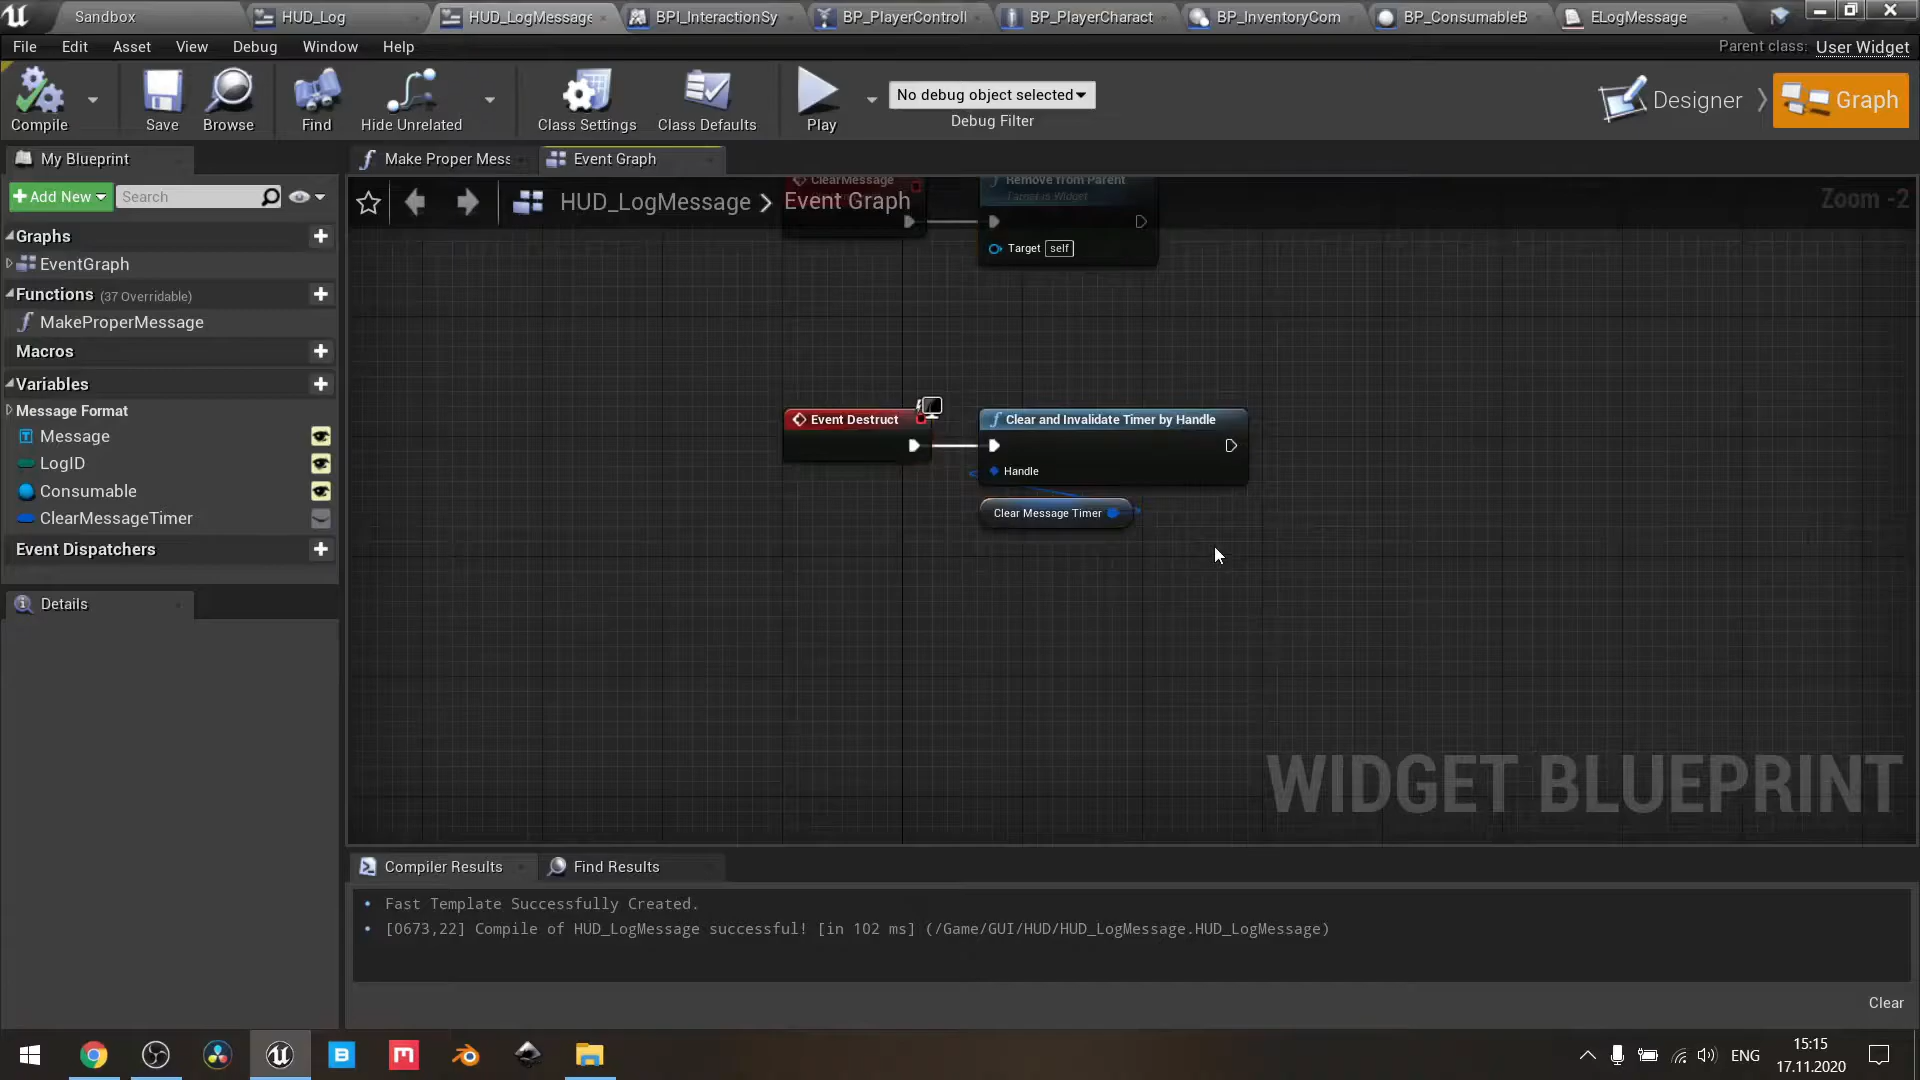 Sandbox
HUD_Log
HUD_LogMessage
BPI_InteractionSy
BP_PlayerControll
BP_PlayerCharact
BP_InventoryCom
BP_ConsumableB
ELogMessage
File Edit Asset View Debug Window Help
Parent class: User Widget
Compile
Save
Browse
Find
Hide Unrelated
Class Settings
Class Defaults
Play
No debug object selected
Debug Filter
Designer
Graph
My Blueprint
Make Proper Mess
Event Graph
Add New
Search
HUD_LogMessage > Event Graph
Zoom -2
Graphs
EventGraph
Functions (37 Overridable)
MakeProperMessage
Macros
Variables
Message Format
Message
LogID
Consumable
ClearMessageTimer
Event Dispatchers
Details
ClearMessage
Remove from Parent
Target is Widget
Target self
Event Destruct
Clear and Invalidate Timer by Handle
Handle
Clear Message Timer
WIDGET BLUEPRINT
Compiler Results
Find Results
• Fast Template Successfully Created.
• [0673,22] Compile of HUD_LogMessage successful! [in 102 ms] (/Game/GUI/HUD/HUD_LogMessage.HUD_LogMessage)
Clear
ENG
15:15
17.11.2020